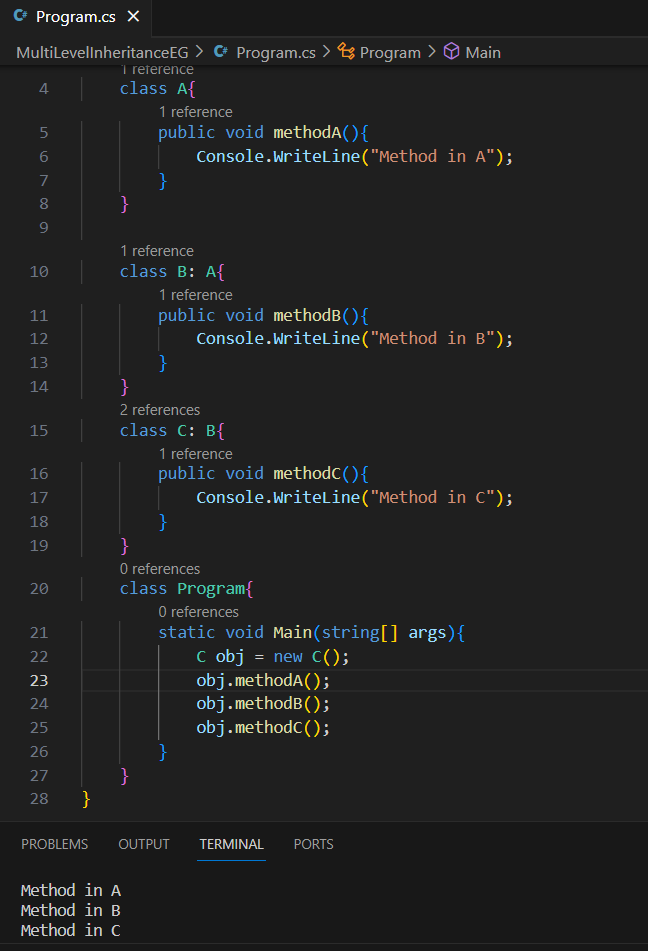 C# Program.cs ×
MultiLevelInheritanceEG > C# Program.cs > Program > Main
1 reference
4 class A{
1 reference
5 public void methodA(){
6 Console.WriteLine("Method in A");
7 }
8 }
9
1 reference
10 class B: A{
1 reference
11 public void methodB(){
12 Console.WriteLine("Method in B");
13 }
14 }
2 references
15 class C: B{
1 reference
16 public void methodC(){
17 Console.WriteLine("Method in C");
18 }
19 }
0 references
20 class Program{
0 references
21 static void Main(string[] args){
22 C obj = new C();
23 obj.methodA();
24 obj.methodB();
25 obj.methodC();
26 }
27 }
28 }
PROBLEMS OUTPUT TERMINAL PORTS
Method in A
Method in B
Method in C